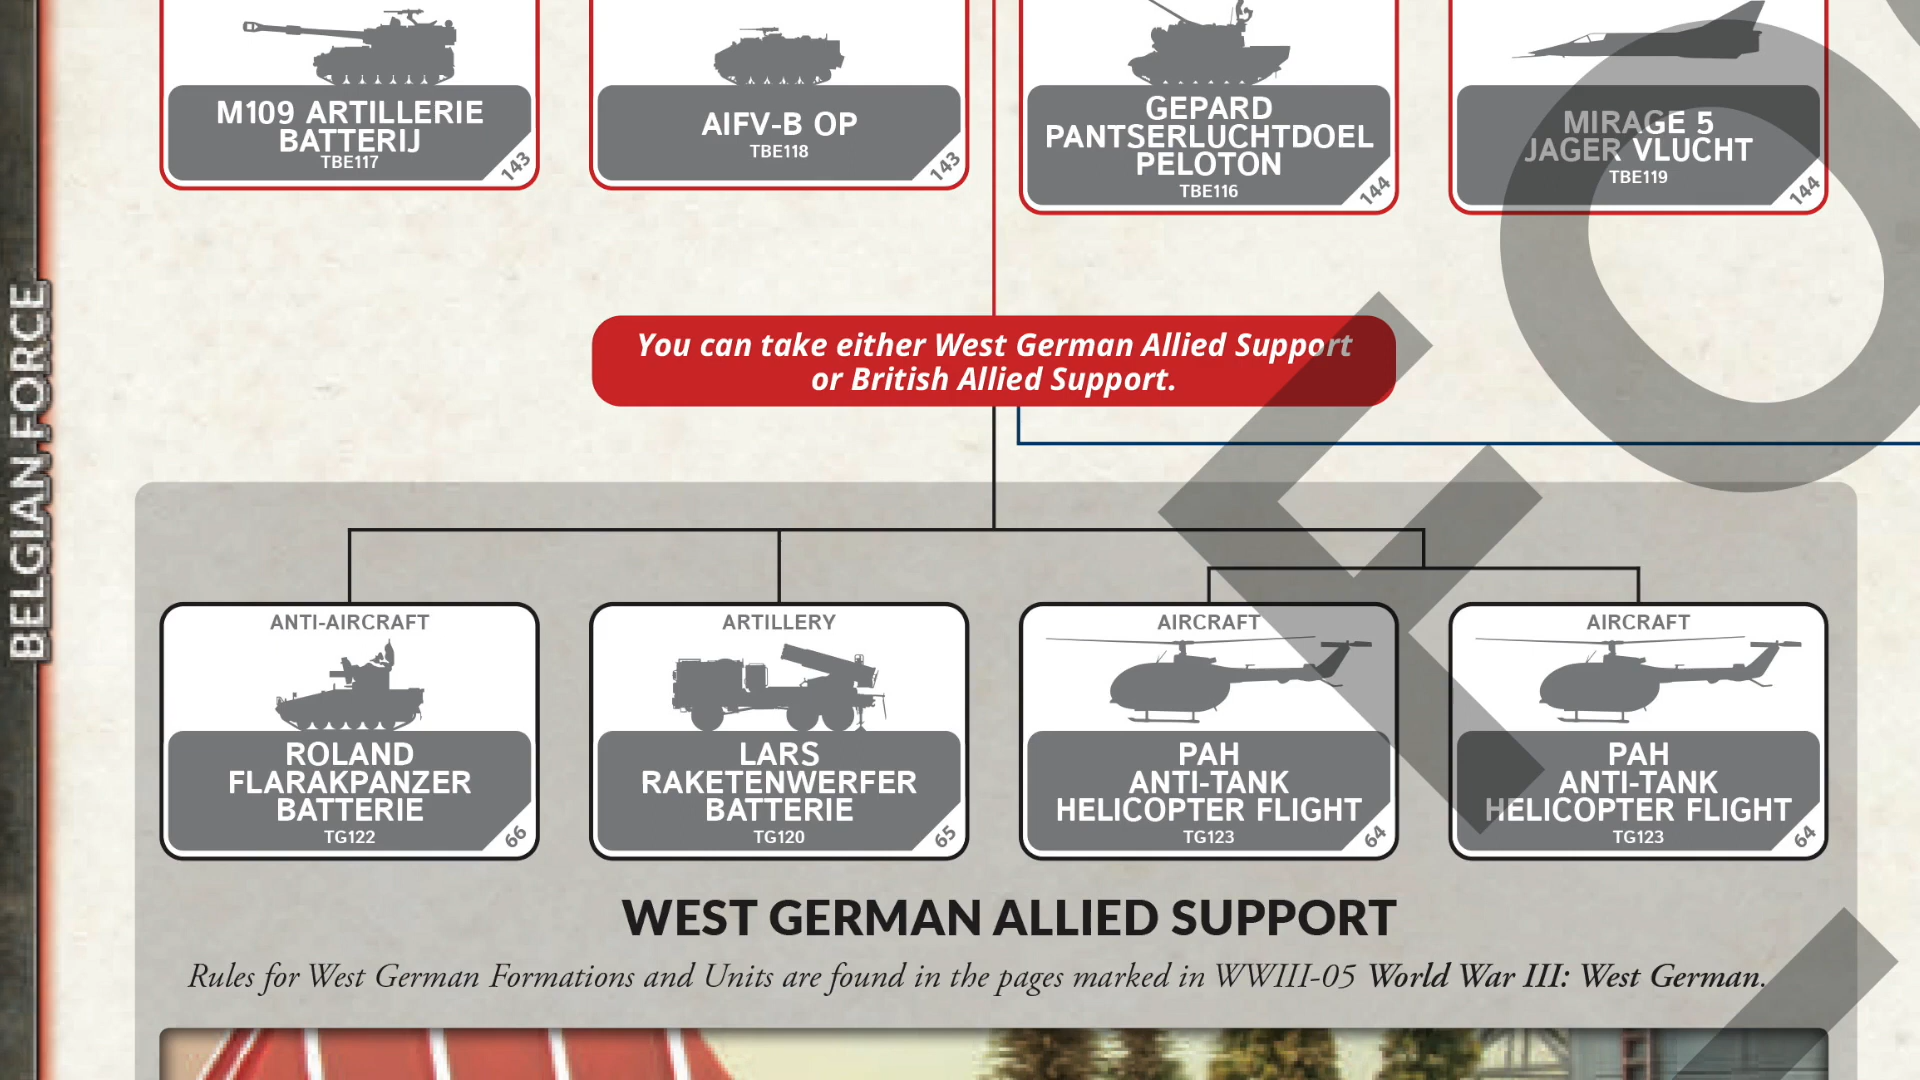 M109 ARTILLERIE
BATTERIJ
TBE117
143
AIFV-B OP
TBE118
143
GEPARD
PANTSERLUCHTDOEL
PELOTON
TBE116
144
MIRAGE 5
JAGER VLUCHT
TBE119
144
BELGIAN FORCE
You can take either West German Allied Support
or British Allied Support.
ANTI-AIRCRAFT
ROLAND
FLARAKPANZER
BATTERIE
TG122
66
ARTILLERY
LARS
RAKETENWERFER
BATTERIE
TG120
65
AIRCRAFT
PAH
ANTI-TANK
HELICOPTER FLIGHT
TG123
64
AIRCRAFT
PAH
ANTI-TANK
HELICOPTER FLIGHT
TG123
64
WEST GERMAN ALLIED SUPPORT
Rules for West German Formations and Units are found in the pages marked in WWIII-05 World War III: West German.